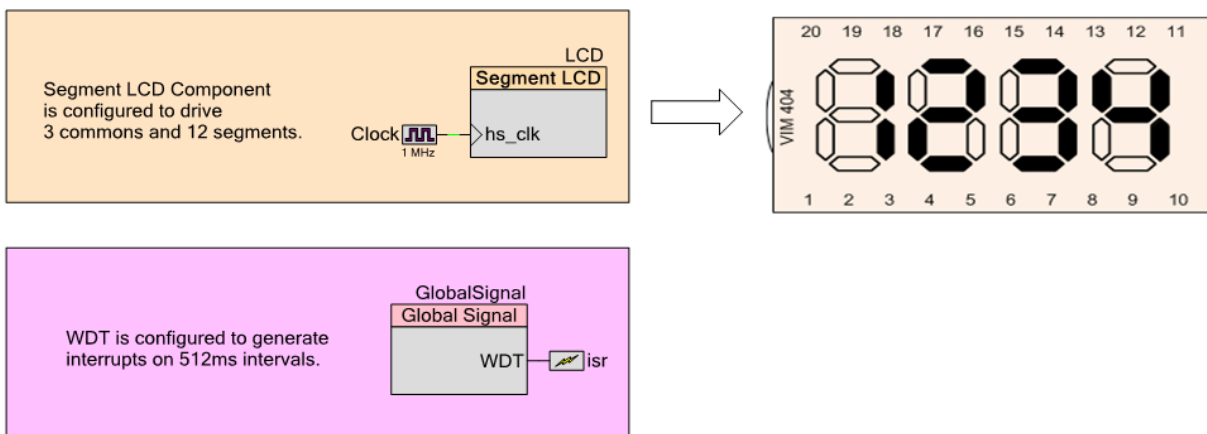 LCD
Segment LCD
Segment LCD Component
is configured to drive
3 commons and 12 segments.
Clock
1 MHz
hs_clk
20 19 18 17 16 15 14 13 12 11
VIM 404
1234
1 2 3 4 5 6 7 8 9 10
GlobalSignal
Global Signal
WDT is configured to generate
interrupts on 512ms intervals.
WDT
isr